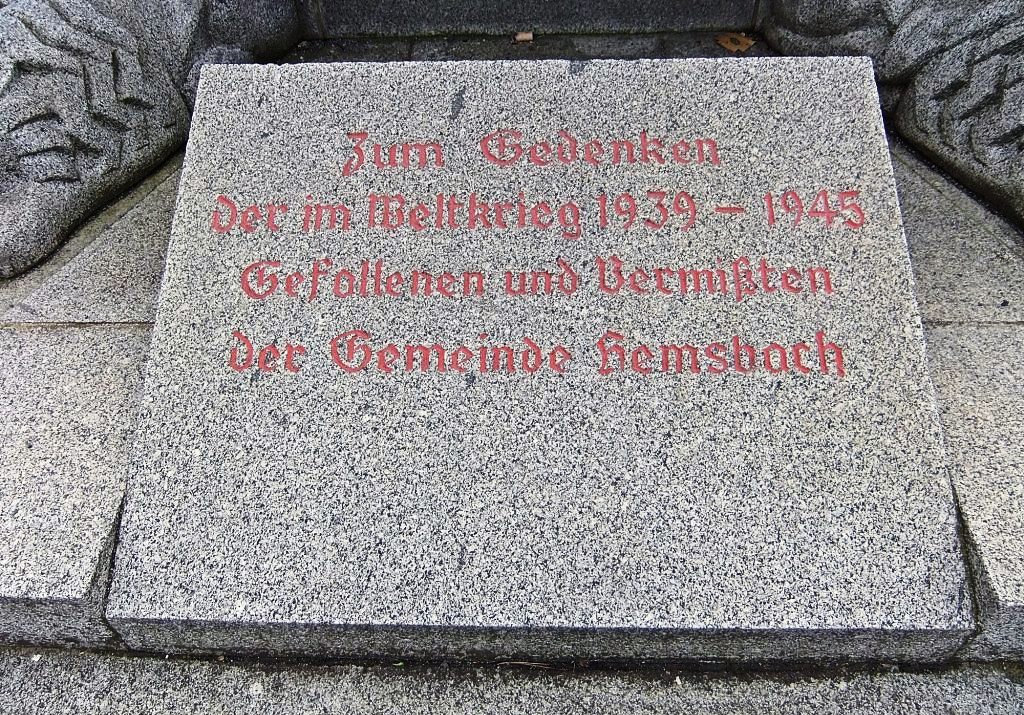 Zum Gedenken
der im Weltkrieg 1939 – 1945
Gefallenen und Vermißten
der Gemeinde Hemsbach